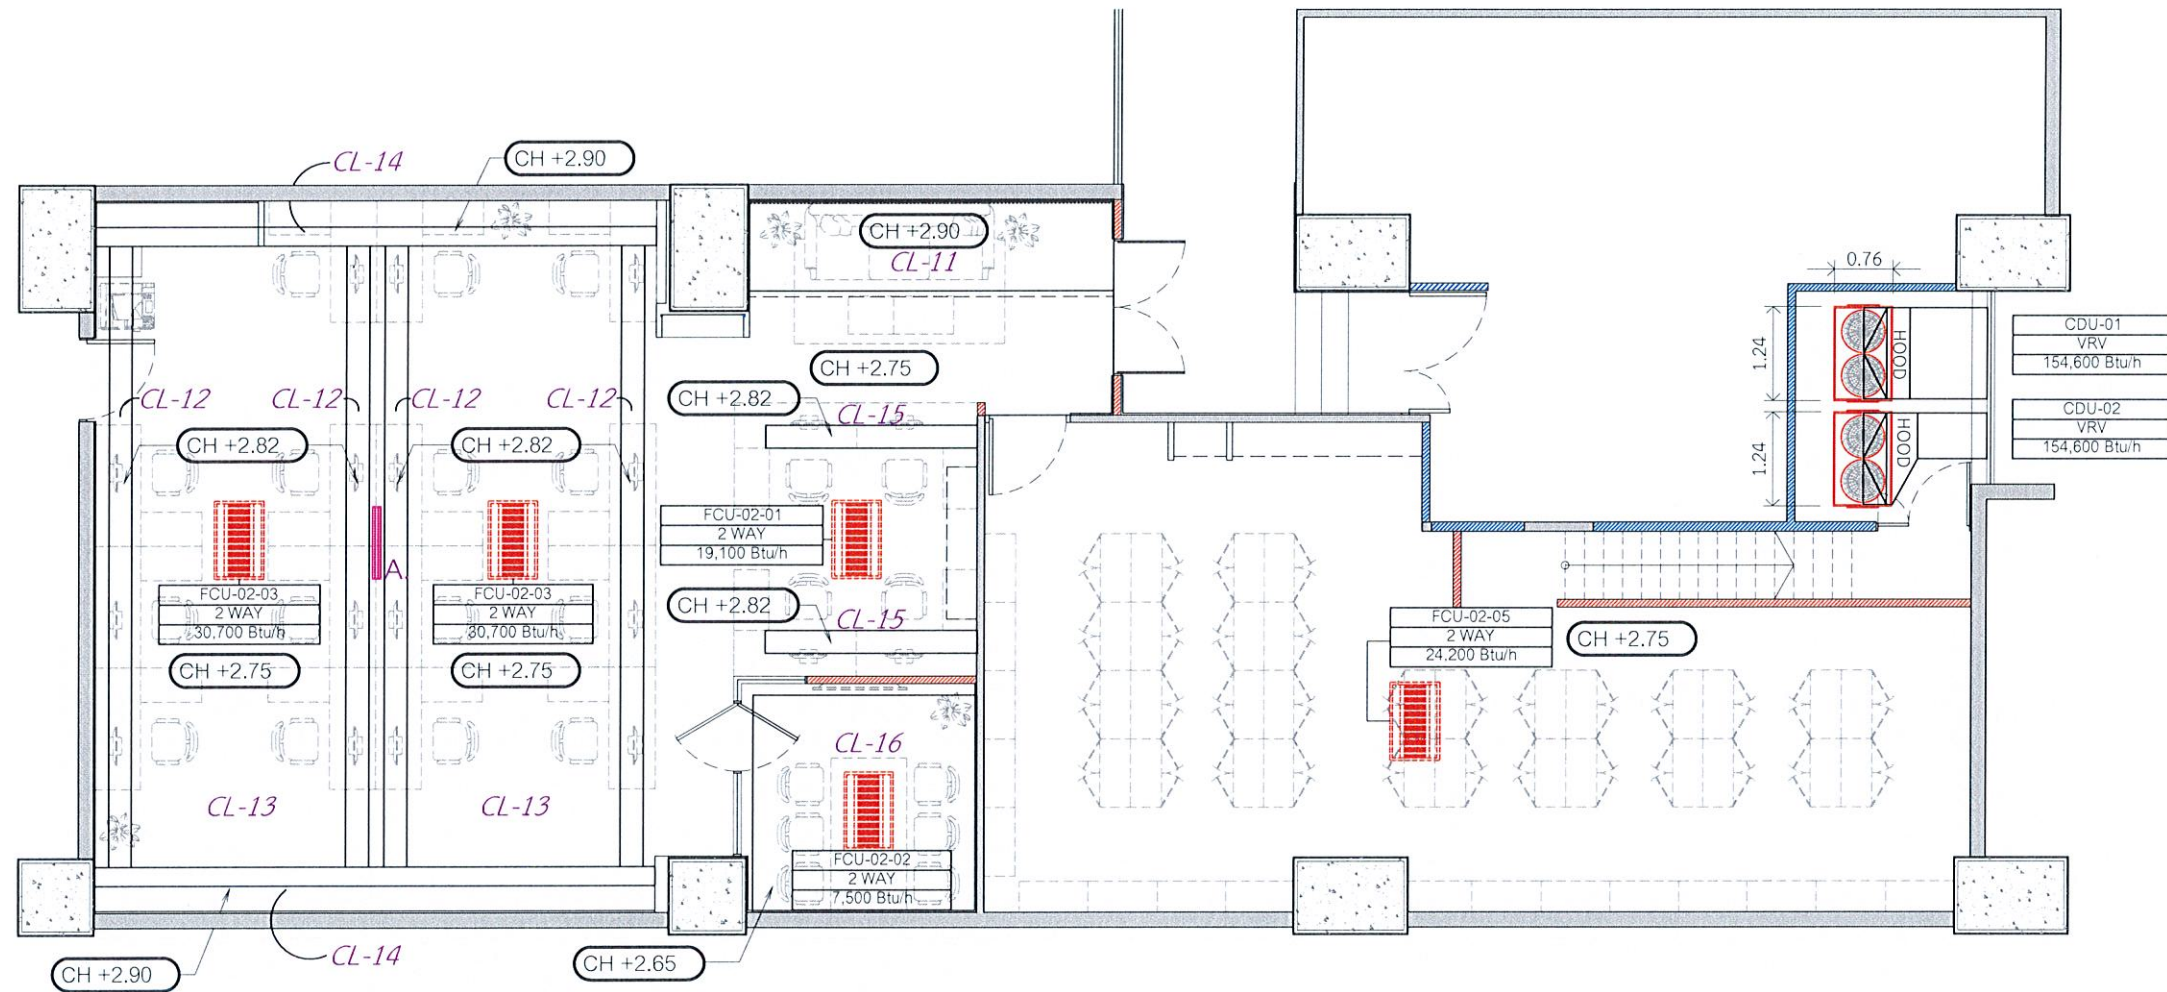 CL-14
CH +2.90
CH +2.90
CL-11
0.76
CDU-01
VRV
154,600 Btu/h
1.24
HOOD
CH +2.75
CH +2.82
CL-12
CL-12
CL-12
CL-12
CL-15
CDU-02
VRV
154,600 Btu/h
1.24
HOOD
CH +2.82
CH +2.82
FCU-02-01
2 WAY
19,100 Btu/h
A.
FCU-02-03
2 WAY
30,700 Btu/h
FCU-02-03
2 WAY
30,700 Btu/h
CH +2.82
CL-15
FCU-02-05
2 WAY
24,200 Btu/h
CH +2.75
CH +2.75
CH +2.75
CL-16
CL-13
CL-13
FCU-02-02
2 WAY
7,500 Btu/h
CL-14
CH +2.90
CH +2.65